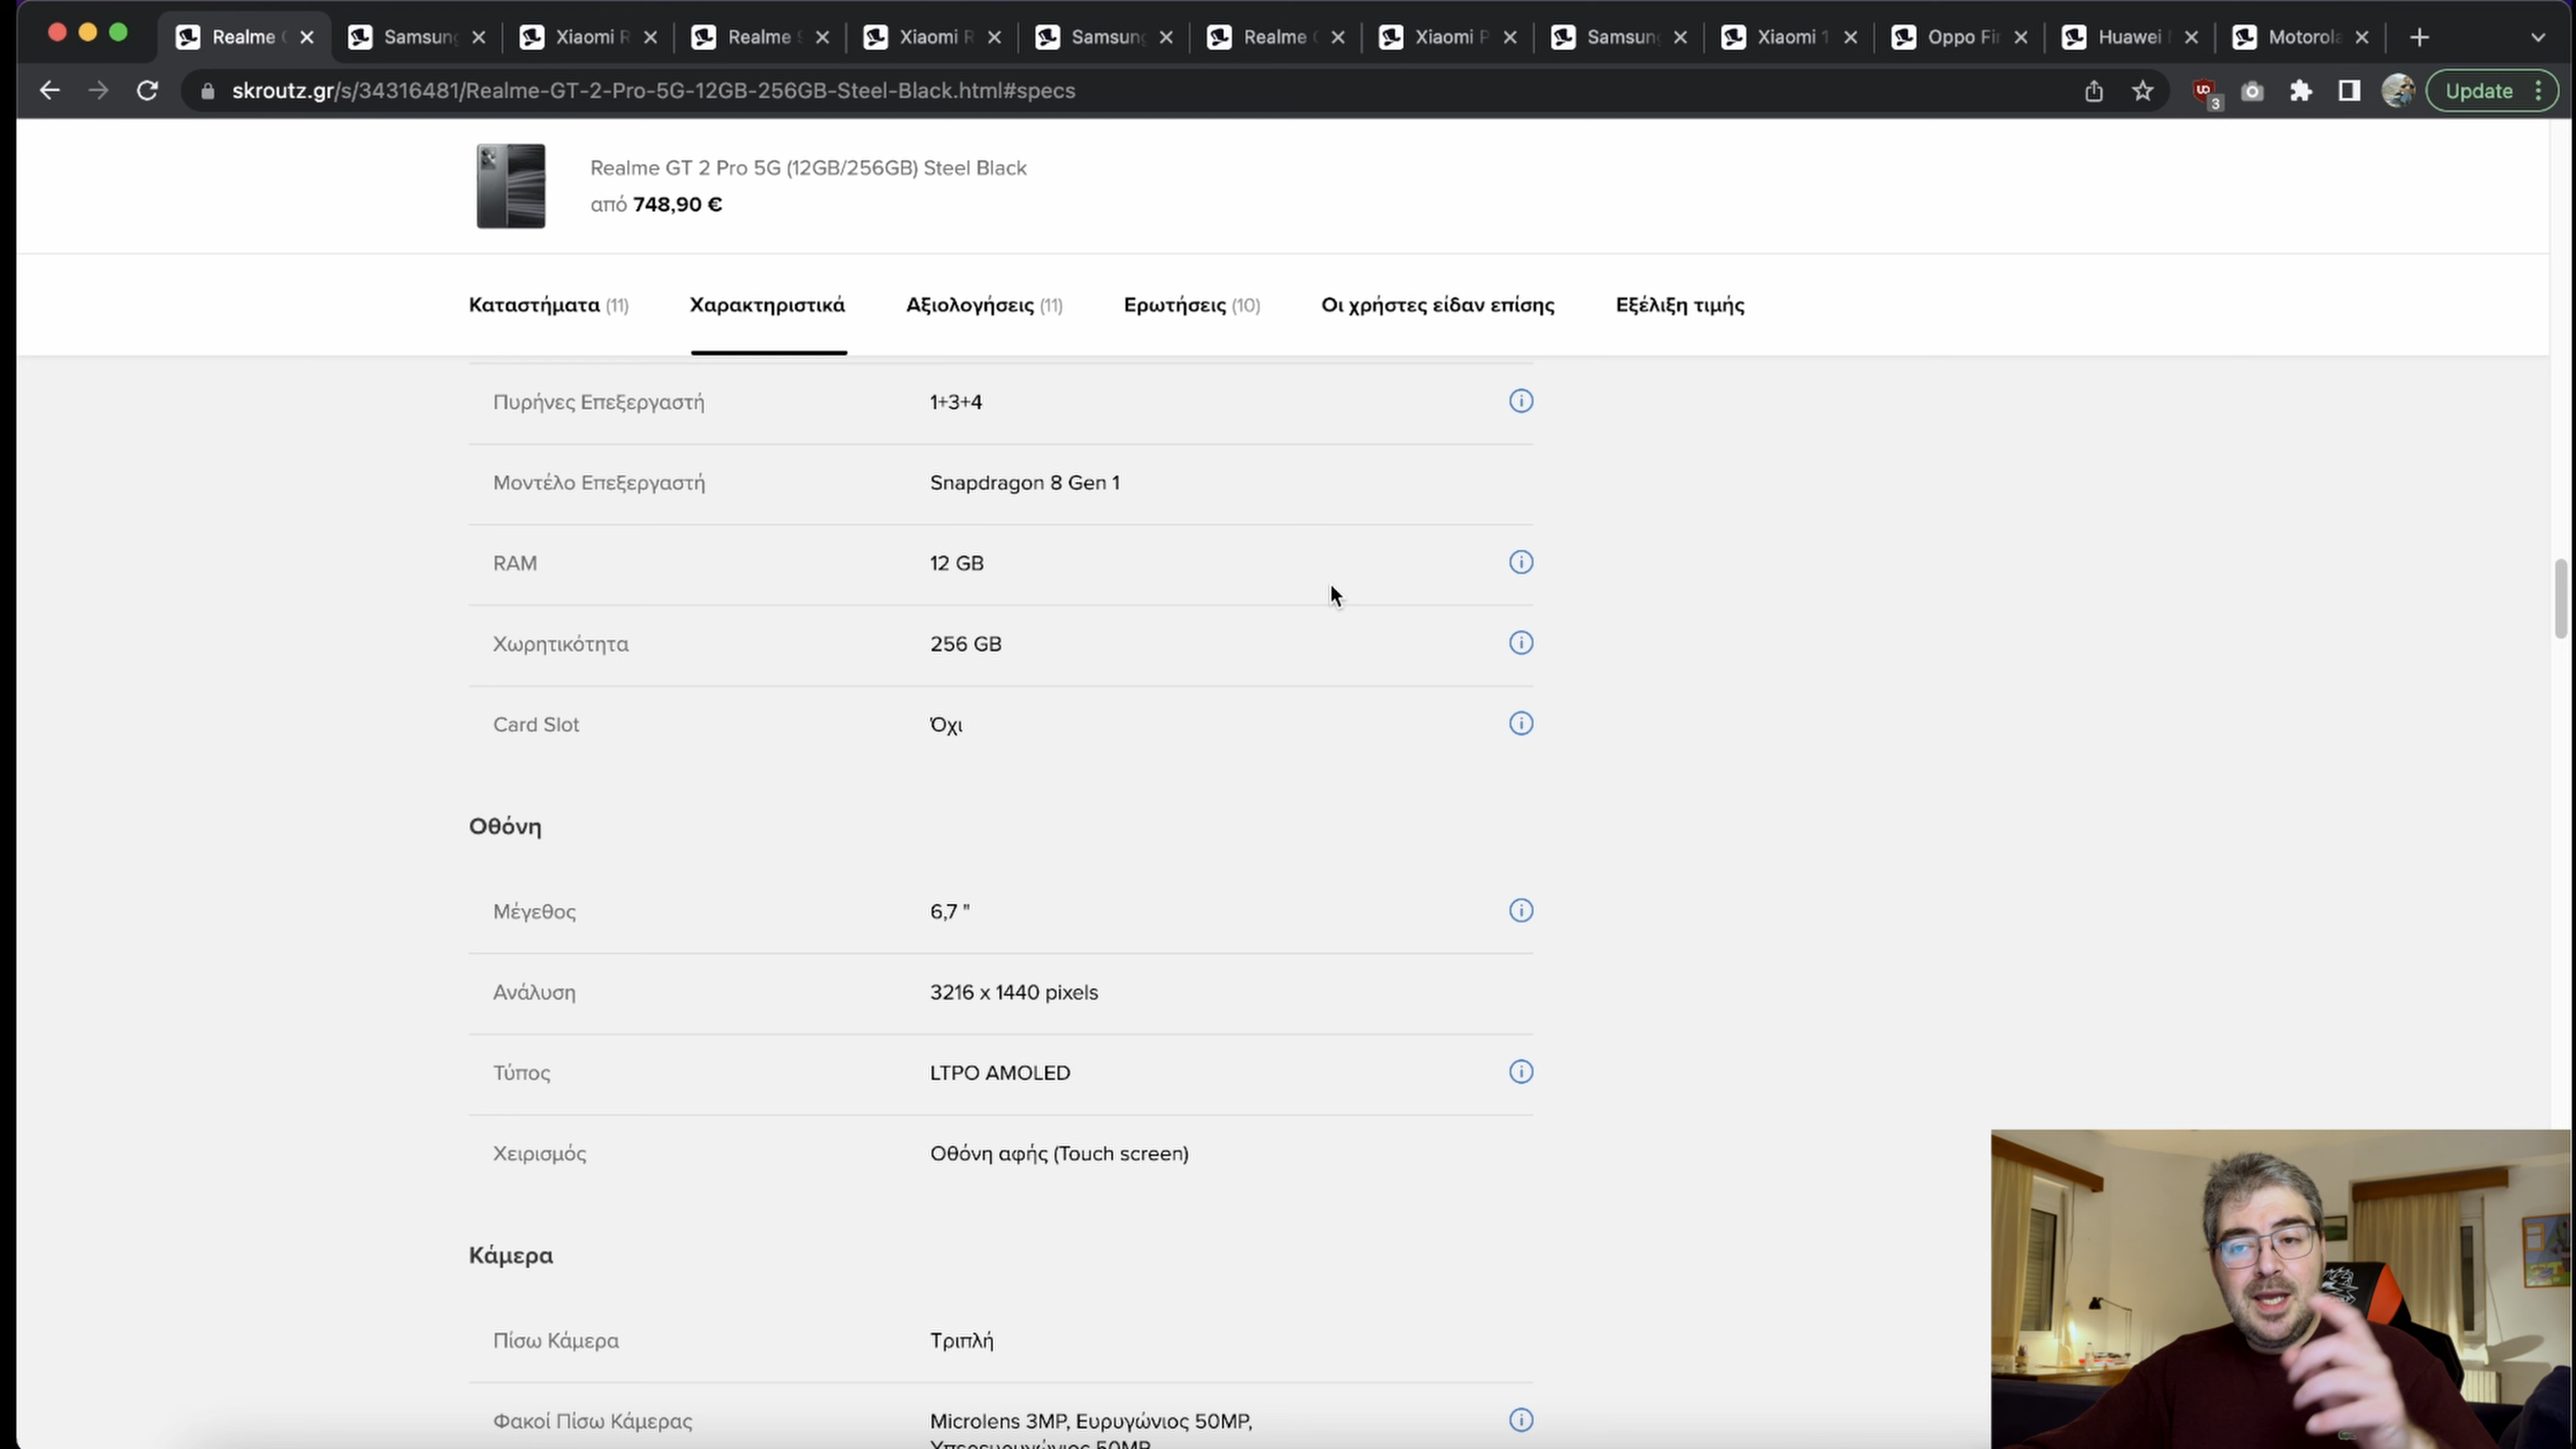 Realme
Samsung
Xiaomi R
Realme
Xiaomi R
Samsung
Realme
Xiaomi P
Samsung
Xiaomi 1
Oppo Fi
Huawei
Motorola
skroutz.gr/s/34316481/Realme-GT-2-Pro-5G-12GB-256GB-Steel-Black.html#specs
3
Update
Realme GT 2 Pro 5G (12GB/256GB) Steel Black
από 748,90 €
Καταστήματα (11) Χαρακτηριστικά Αξιολογήσεις (11) Ερωτήσεις (10) Οι χρήστες είδαν επίσης Εξέλιξη τιμής
Πυρήνες Επεξεργαστή 1+3+4
Μοντέλο Επεξεργαστή Snapdragon 8 Gen 1
RAM 12 GB
Χωρητικότητα 256 GB
Card Slot Όχι
Οθόνη
Μέγεθος 6,7 "
Ανάλυση 3216 x 1440 pixels
Τύπος LTPO AMOLED
Χειρισμός Οθόνη αφής (Touch screen)
Κάμερα
Πίσω Κάμερα Τριπλή
Φακοί Πίσω Κάμερας Microlens 3MP, Ευρυγώνιος 50MP,
Υπερευρυγώνιος 50MP